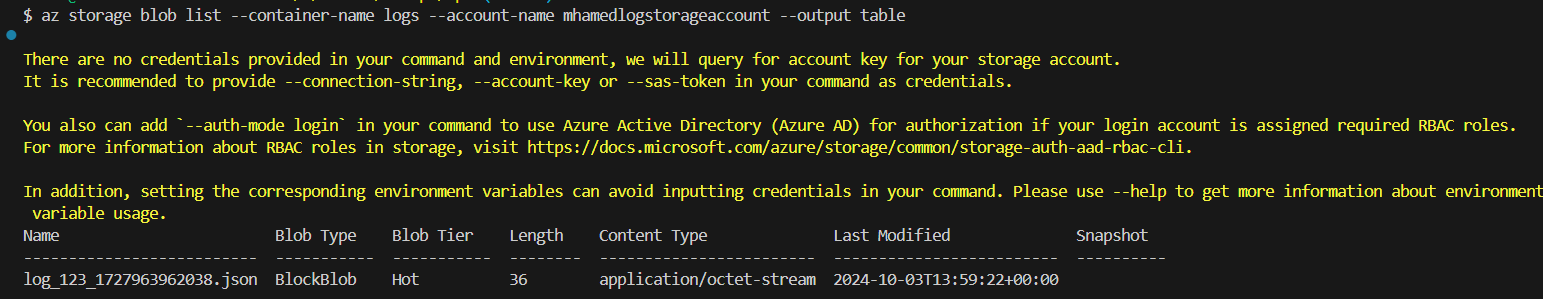 $ az storage blob list --container-name logs --account-name mhamedlogstorageaccount --output table
There are no credentials provided in your command and environment, we will query for account key for your storage account.
It is recommended to provide --connection-string, --account-key or --sas-token in your command as credentials.
You also can add `--auth-mode login` in your command to use Azure Active Directory (Azure AD) for authorization if your login account is assigned required RBAC roles.
For more information about RBAC roles in storage, visit https://docs.microsoft.com/azure/storage/common/storage-auth-aad-rbac-cli.
In addition, setting the corresponding environment variables can avoid inputting credentials in your command. Please use --help to get more information about environment
variable usage.
Name Blob Type Blob Tier Length Content Type Last Modified Snapshot
-------------------------- ----------- ----------- -------- ------------------------ ------------------------- ----------
log_123_1727963962038.json BlockBlob Hot 36 application/octet-stream 2024-10-03T13:59:22+00:00